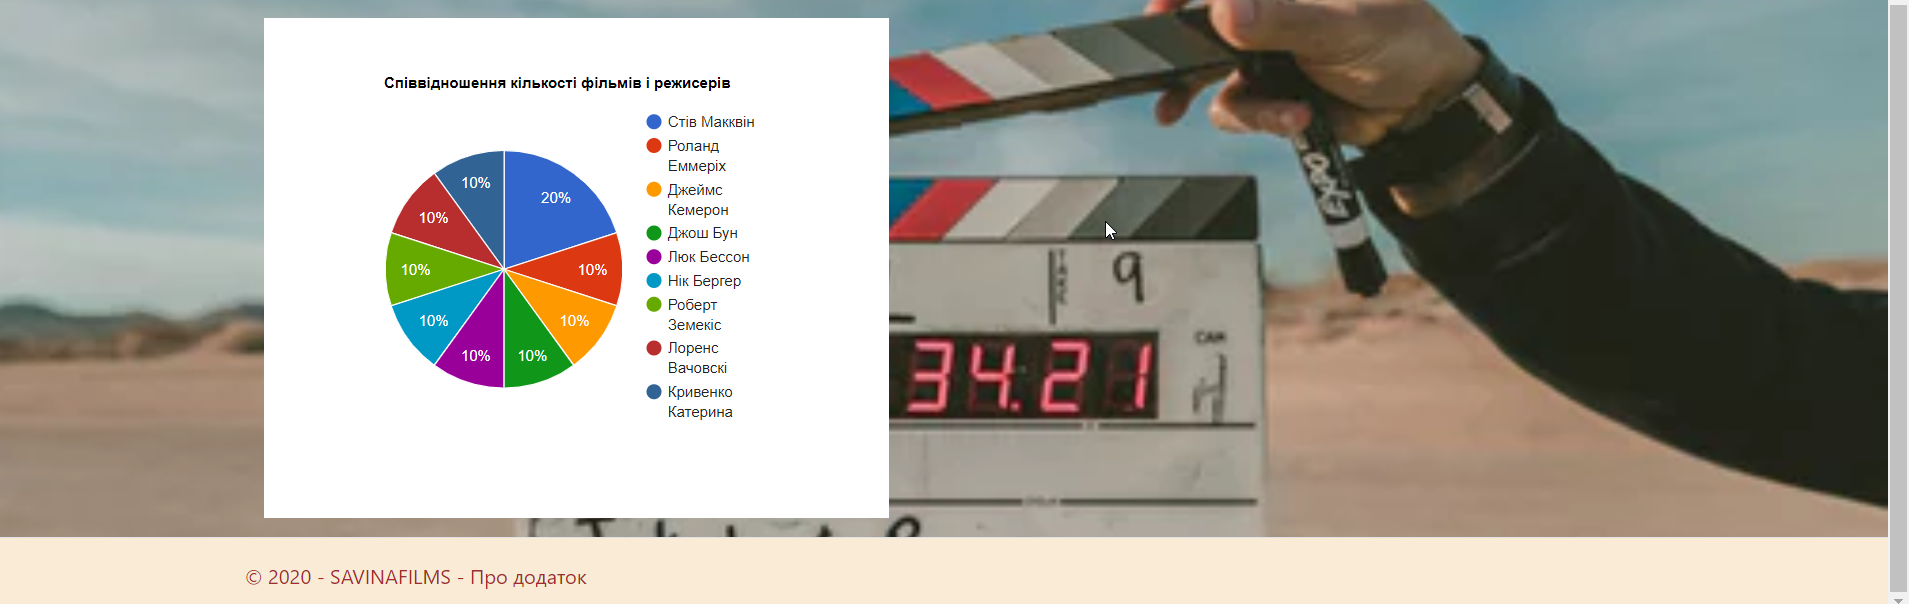 Співвідношення кількості фільмів і режисерів
Стів Макквін
Роланд
Еммеріх
Джеймс
Кемерон
Джош Бун
Люк Бессон
Нік Бергер
Роберт
Земекіс
Лоренс
Вачовскі
Кривенко
Катерина
20%
10%
10%
10%
10%
10%
10%
10%
10%
EXPO
TAKE
9
34.21
CAM
© 2020 - SAVINAFILMS - Про додаток